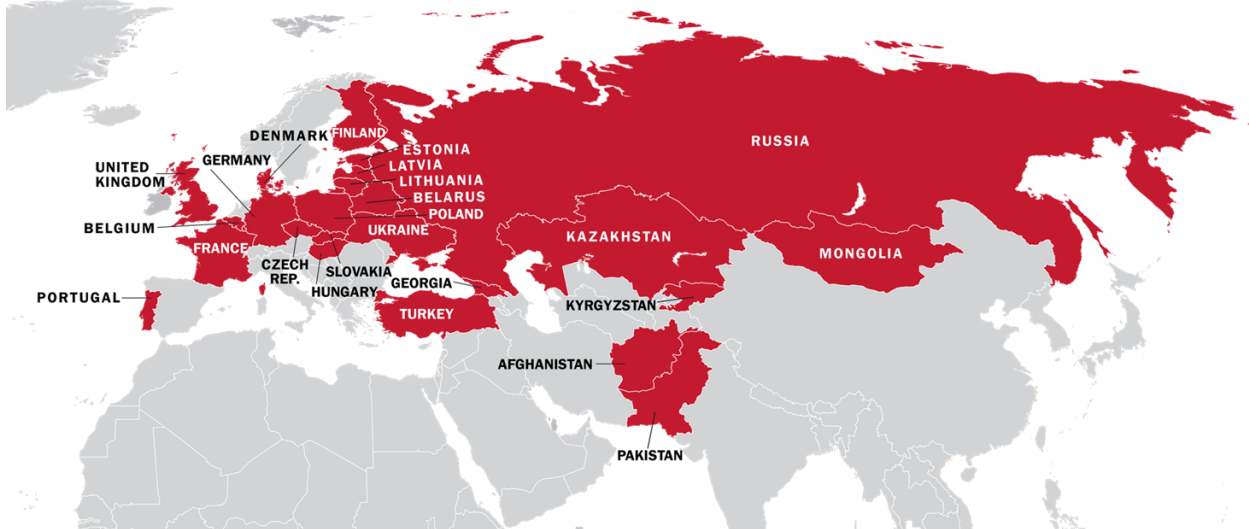 DENMARK
FINLAND
ESTONIA
RUSSIA
GERMANY
LATVIA
UNITED
KINGDOM
LITHUANIA
BELARUS
POLAND
BELGIUM
UKRAINE
FRANCE
KAZAKHSTAN
MONGOLIA
CZECH
REP.
SLOVAKIA
HUNGARY
GEORGIA
PORTUGAL
KYRGYZSTAN
TURKEY
AFGHANISTAN
PAKISTAN